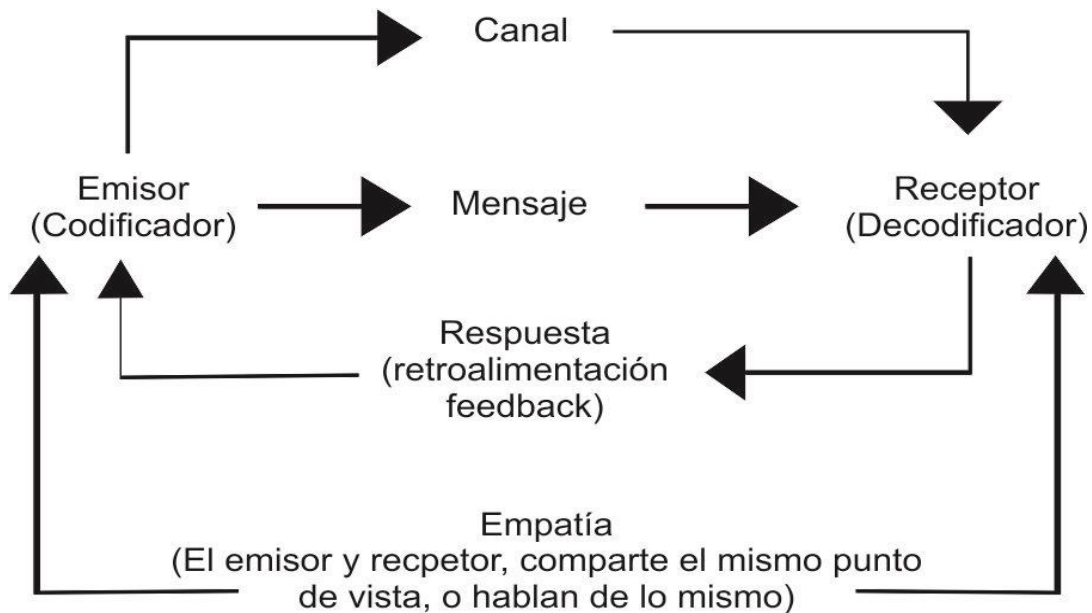 Canal
Emisor
(Codificador)
Mensaje
Receptor
(Decodificador)
Respuesta
(retroalimentación
feedback)
Empatía
(El emisor y recpetor, comparte el mismo punto
de vista, o hablan de lo mismo)